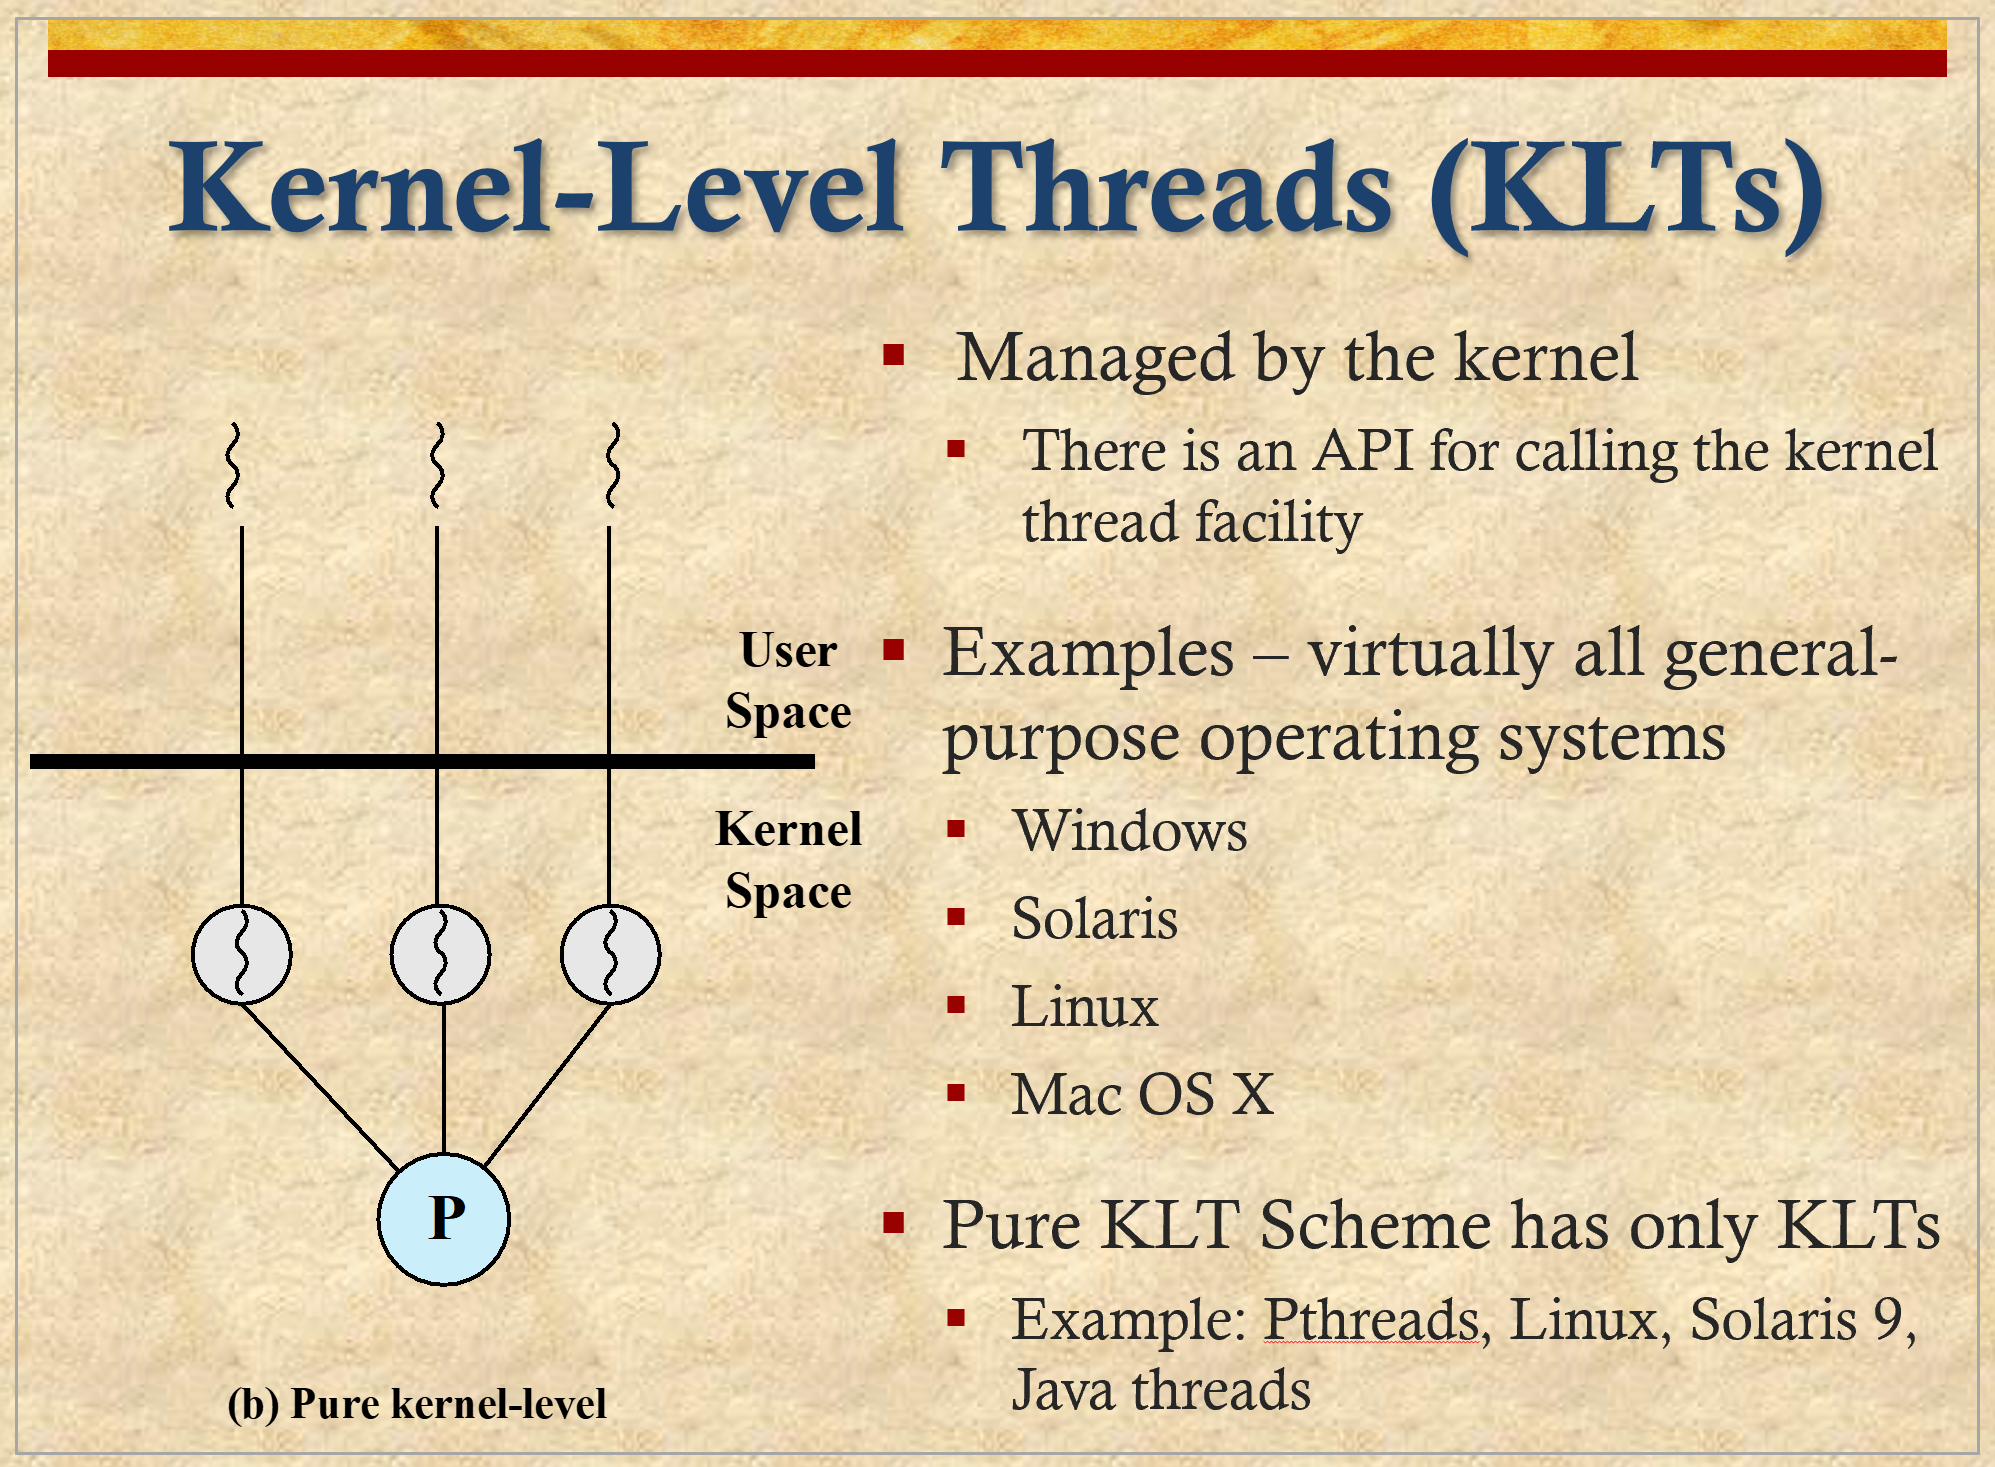 Kernel-Level Threads (KLTs)
Managed by the kernel
There is an API for calling the kernel
thread facility
Examples – virtually all general-
purpose operating systems
Windows
Solaris
Linux
Mac OS X
Pure KLT Scheme has only KLTs
Example: Pthreads, Linux, Solaris 9,
Java threads
User
Space
Kernel
Space
P
(b) Pure kernel-level